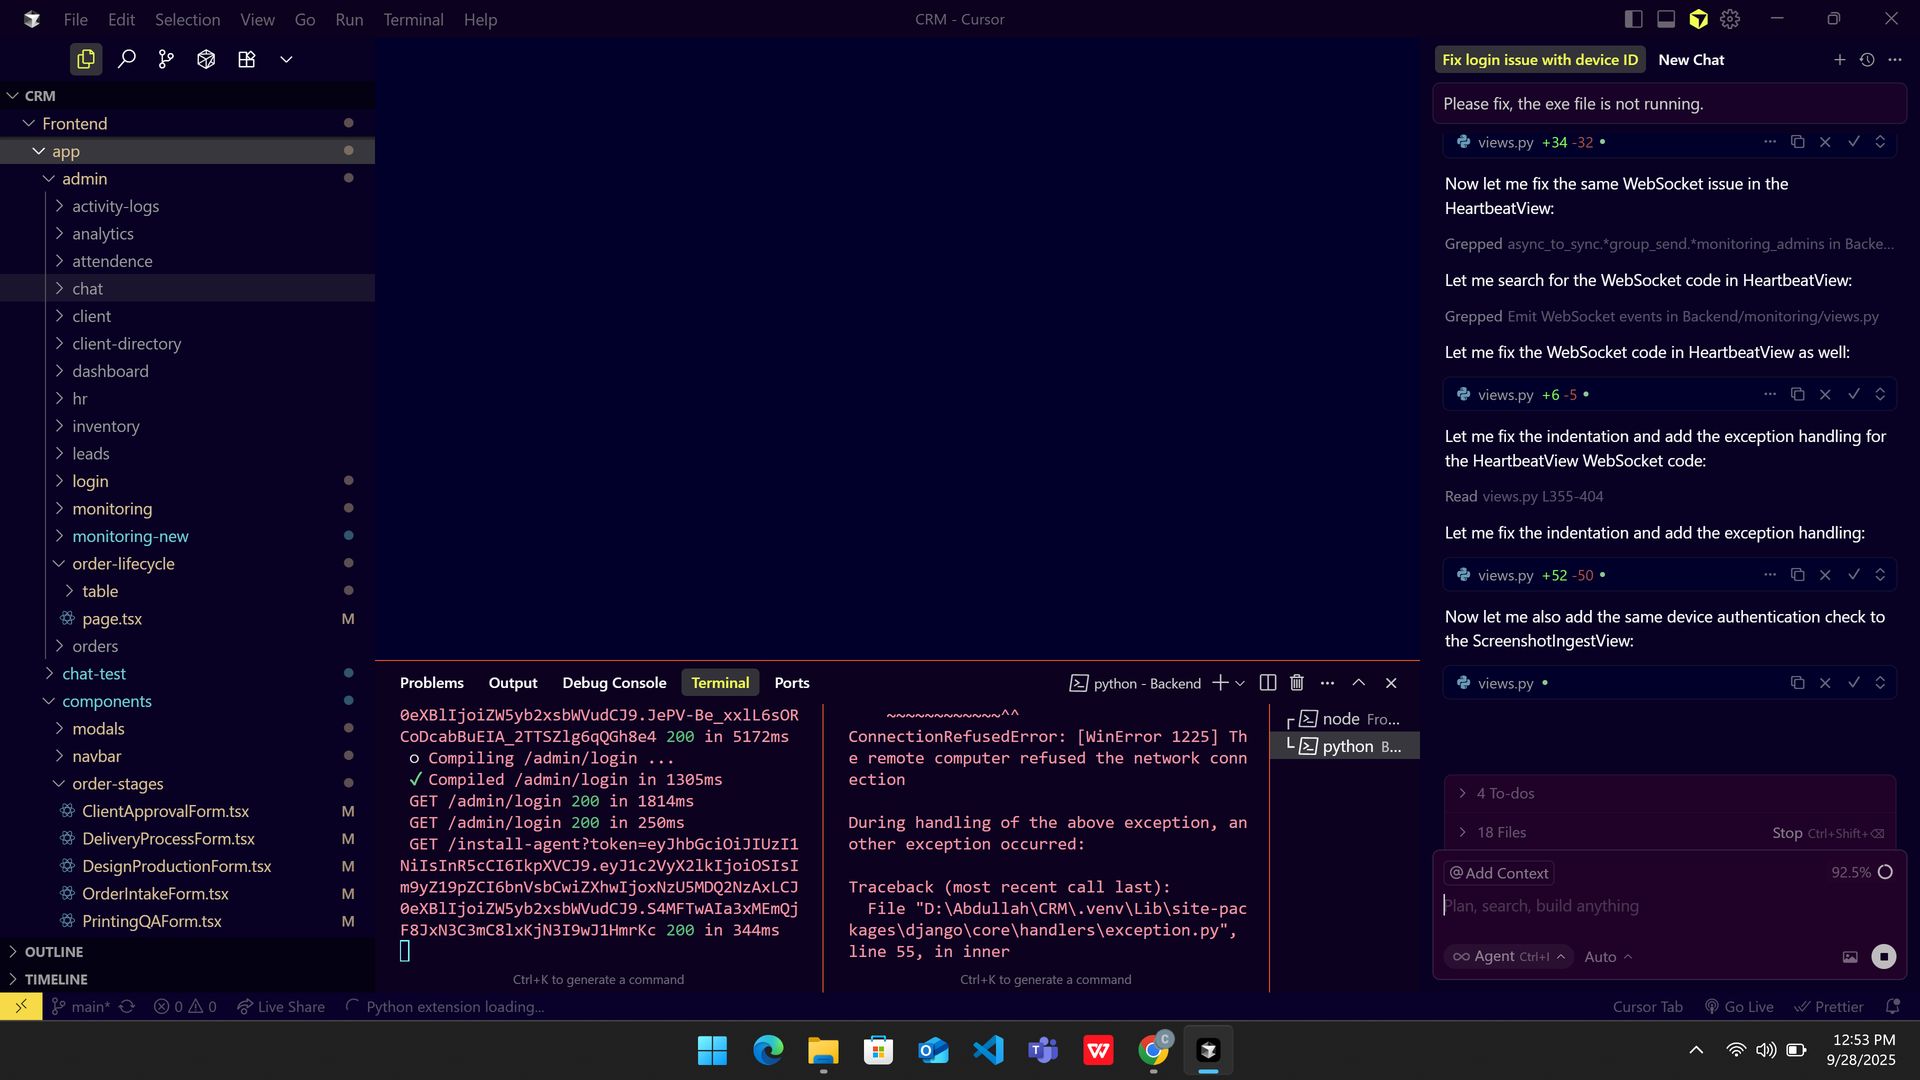 File Edit Selection View Go Run Terminal Help
CRM - Cursor
CRM
Frontend
app
admin
activity-logs
analytics
attendence
chat
client
client-directory
dashboard
hr
inventory
leads
login
monitoring
monitoring-new
order-lifecycle
table
page.tsx M
orders
chat-test
components
modals
navbar
order-stages
ClientApprovalForm.tsx M
DeliveryProcessForm.tsx M
DesignProductionForm.tsx M
OrderIntakeForm.tsx M
PrintingQAForm.tsx M
OUTLINE
TIMELINE
Problems Output Debug Console Terminal Ports
python - Backend
0eXBlIjoiZW5yb2xsbWVudCJ9.JePV-Be_xxlL6sOR
CoDcabBuEIA_2TTSZlg6qQGh8e4 200 in 5172ms
○ Compiling /admin/login ...
✓ Compiled /admin/login in 1305ms
GET /admin/login 200 in 1814ms
GET /admin/login 200 in 250ms
GET /install-agent?token=eyJhbGciOiJIUzI1
NiIsInR5cCI6IkpXVCJ9.eyJ1c2VyX2lkIjoiOSIsI
m9yZ19pZCI6bnVsbCwiZXhwIjoxNzU5MDQ2NzAxLCJ
0eXBlIjoiZW5yb2xsbWVudCJ9.S4MFTwAIa3xMEmQj
F8JxN3C3mC8lxKjN3I9wJ1HmrKc 200 in 344ms
Ctrl+K to generate a command
~~~~~~~~~~~~^^
ConnectionRefusedError: [WinError 1225] Th
e remote computer refused the network conn
ection
During handling of the above exception, an
other exception occurred:
Traceback (most recent call last):
File "D:\Abdullah\CRM\.venv\Lib\site-pac
kages\django\core\handlers\exception.py",
line 55, in inner
Ctrl+K to generate a command
node Fro...
python B...
Fix login issue with device ID New Chat
Please fix, the exe file is not running.
views.py +34 -32
Now let me fix the same WebSocket issue in the
HeartbeatView:
Grepped async_to_sync.*group_send.*monitoring_admins in Backe...
Let me search for the WebSocket code in HeartbeatView:
Grepped Emit WebSocket events in Backend/monitoring/views.py
Let me fix the WebSocket code in HeartbeatView as well:
views.py +6 -5
Let me fix the indentation and add the exception handling for
the HeartbeatView WebSocket code:
Read views.py L355-404
Let me fix the indentation and add the exception handling:
views.py +52 -50
Now let me also add the same device authentication check to
the ScreenshotIngestView:
views.py
4 To-dos
18 Files Stop Ctrl+Shift+⌫
@Add Context 92.5%
Plan, search, build anything
Agent Ctrl+I Auto
main* 0 0 Live Share Python extension loading...
Cursor Tab Go Live Prettier
12:53 PM
9/28/2025